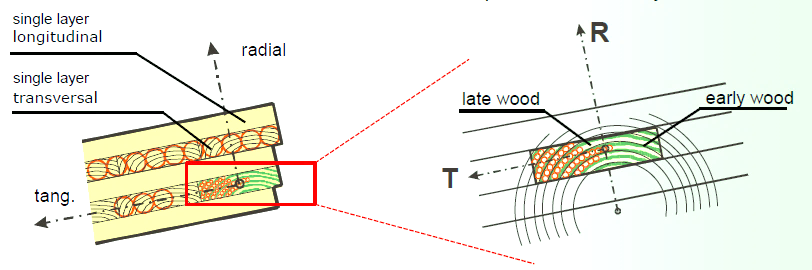 single layer
longitudinal
radial
single layer
transversal
tang.
R
late wood
early wood
T